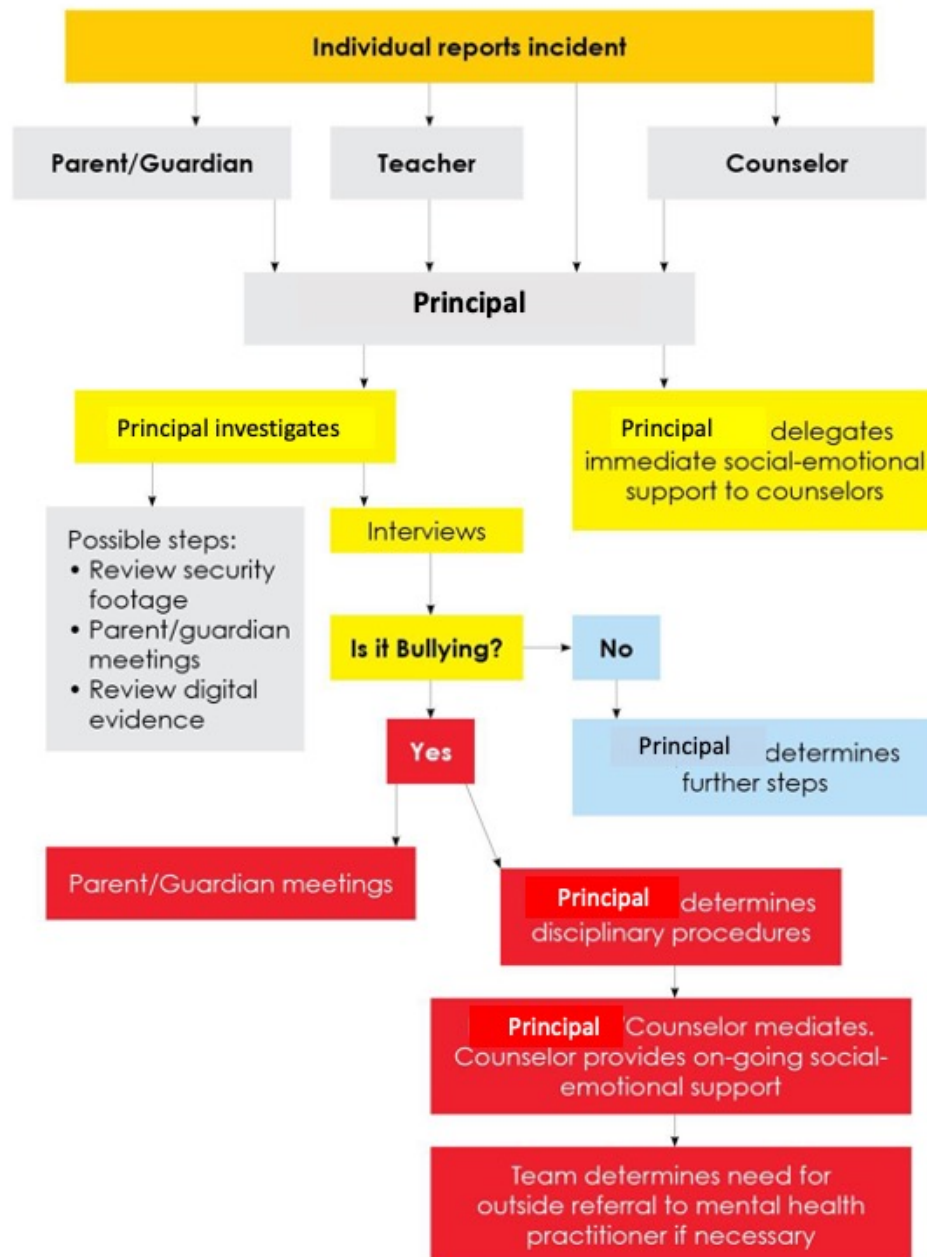 Individual reports incident
Parent/Guardian
Teacher
Counselor
Principal
Principal investigates
Principal delegates
immediate social-emotional
support to counselors
Possible steps:
• Review security
footage
• Parent/guardian
meetings
• Review digital
evidence
Interviews
Is it Bullying?
No
Yes
Principal determines
further steps
Parent/Guardian meetings
Principal determines
disciplinary procedures
Principal/Counselor mediates.
Counselor provides on-going social-
emotional support
Team determines need for
outside referral to mental health
practitioner if necessary